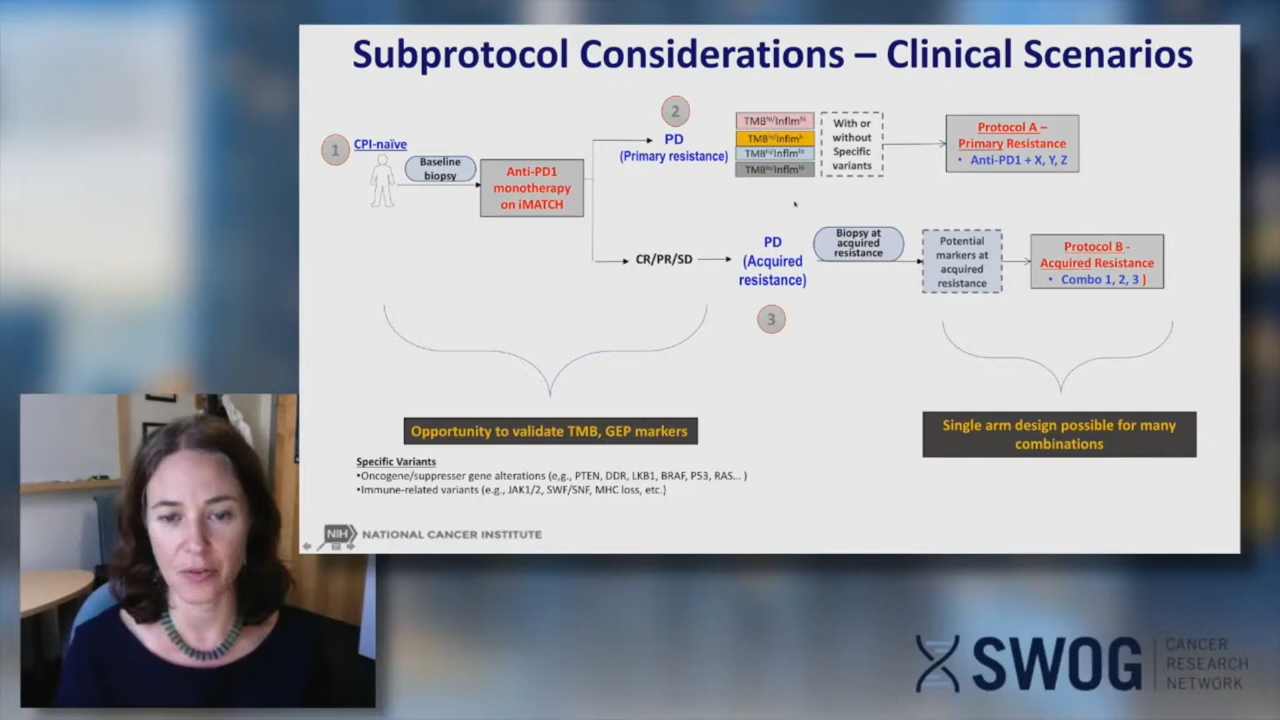 Subprotocol Considerations – Clinical Scenarios
1
CPI-naïve
Baseline
biopsy
Anti-PD1
monotherapy
on iMATCH
2
PD
(Primary resistance)
TMBhi/Inflmhi
With or
without
Specific
variants
Protocol A –
Primary Resistance
• Anti-PD1 + X, Y, Z
CR/PR/SD
PD
(Acquired
resistance)
3
Biopsy at
acquired
resistance
Potential
markers at
acquired
resistance
Protocol B -
Acquired Resistance
• Combo 1, 2, 3 )
Opportunity to validate TMB, GEP markers
Single arm design possible for many
combinations
Specific Variants
•Oncogene/suppresser gene alterations (e,g., PTEN, DDR, LKB1, BRAF, P53, RAS... )
•Immune-related variants (e.g., JAK1/2, SWF/SNF, MHC loss, etc.)
NIH NATIONAL CANCER INSTITUTE
SWOG
CANCER
RESEARCH
NETWORK